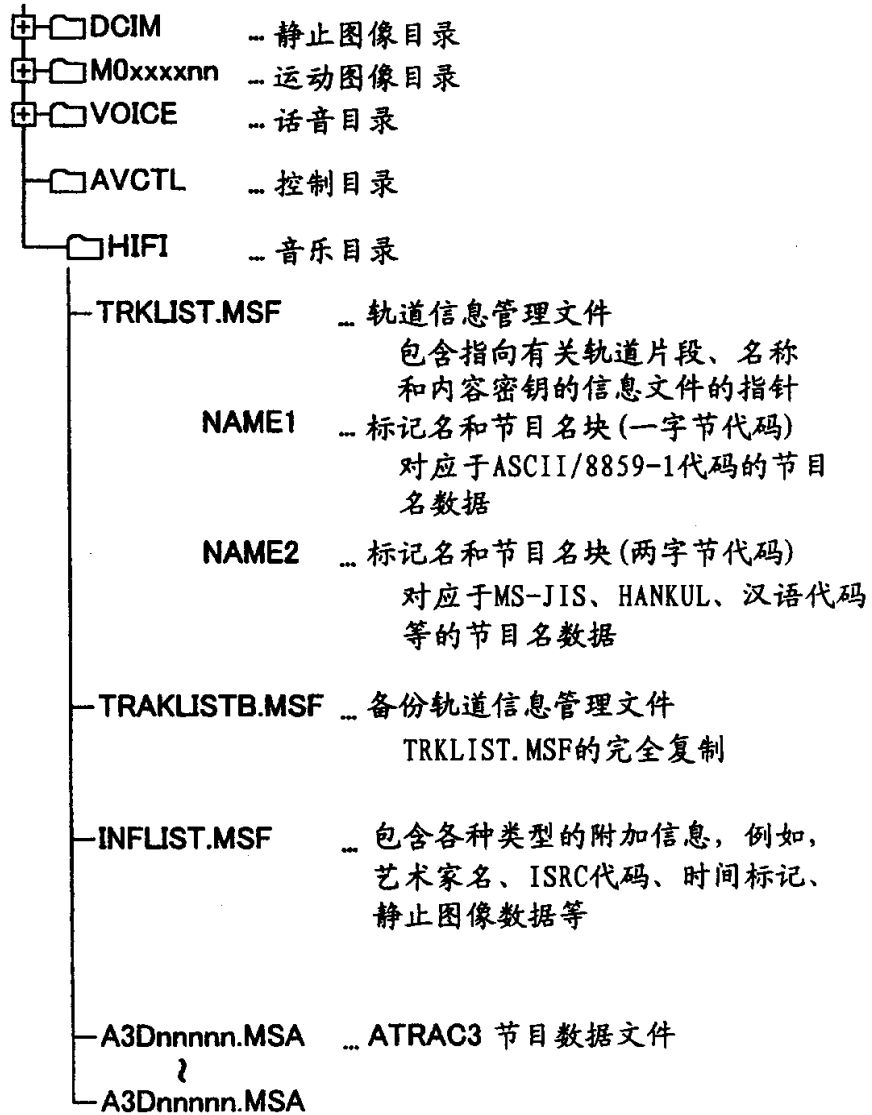 DCIM … 静止图像目录
M0xxxxnn … 运动图像目录
VOICE … 话音目录
AVCTL … 控制目录
HIFI … 音乐目录
TRKLIST.MSF … 轨道信息管理文件
包含指向有关轨道片段、名称
和内容密钥的信息文件的指针
NAME1 … 标记名和节目名块(一字节代码)
对应于ASCII/8859-1代码的节目
名数据
NAME2 … 标记名和节目名块(两字节代码)
对应于MS-JIS、HANKUL、汉语代码
等的节目名数据
TRAKLISTB.MSF … 备份轨道信息管理文件
TRKLIST.MSF的完全复制
INFLIST.MSF … 包含各种类型的附加信息，例如，
艺术家名、ISRC代码、时间标记、
静止图像数据等
A3Dnnnnn.MSA … ATRAC3 节目数据文件
≀
A3Dnnnnn.MSA